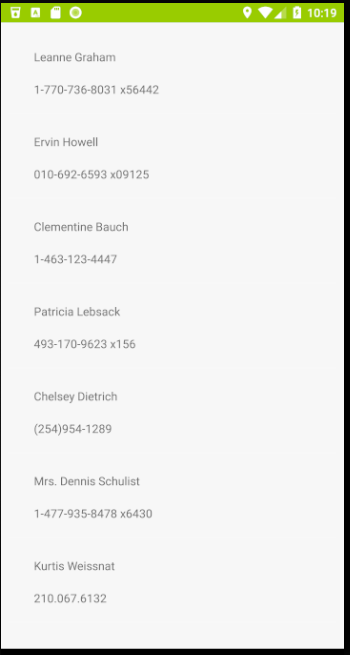 10:19
Leanne Graham
1-770-736-8031 x56442
Ervin Howell
010-692-6593 x09125
Clementine Bauch
1-463-123-4447
Patricia Lebsack
493-170-9623 x156
Chelsey Dietrich
(254)954-1289
Mrs. Dennis Schulist
1-477-935-8478 x6430
Kurtis Weissnat
210.067.6132